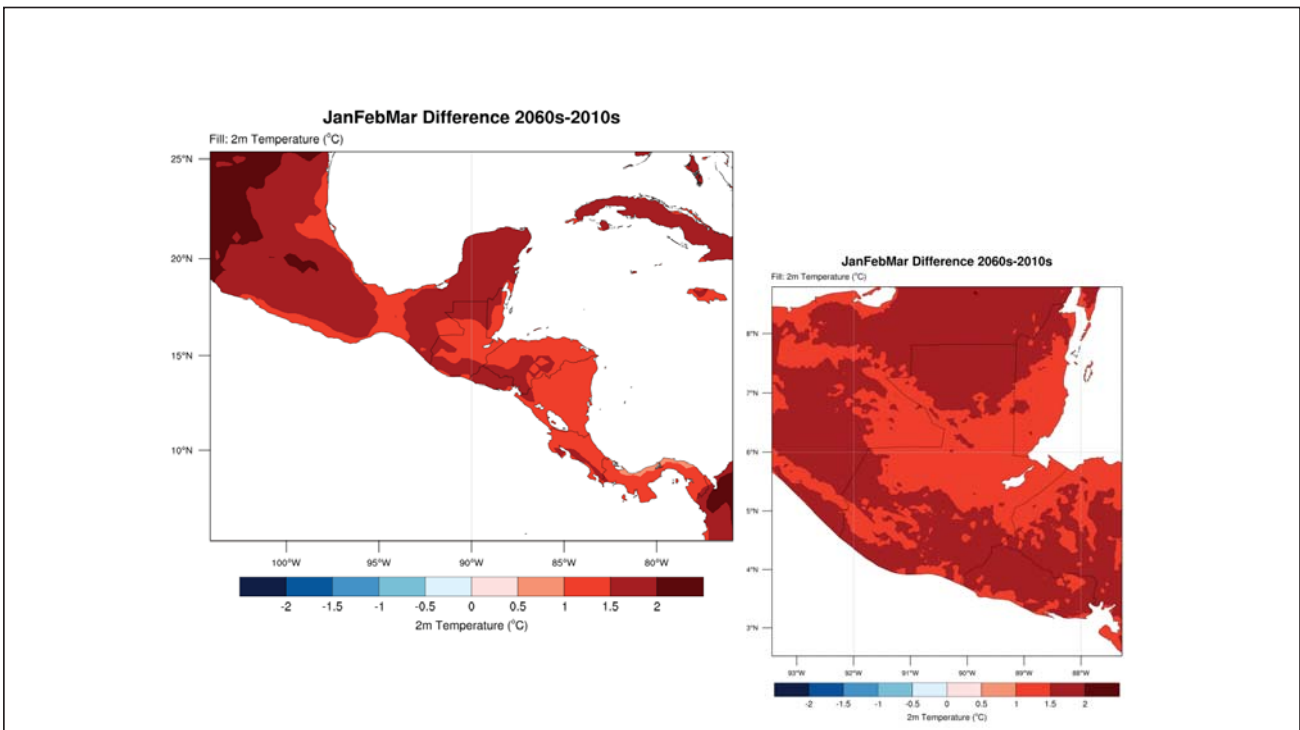 JanFebMar Difference 2060s-2010s
Fill: 2m Temperature (°C)
25°N
20°N
15°N
10°N
100°W 95°W 90°W 85°W 80°W
-2 -1.5 -1 -0.5 0 0.5 1 1.5 2
2m Temperature (°C)
JanFebMar Difference 2060s-2010s
Fill: 2m Temperature (°C)
8°N
7°N
6°N
5°N
4°N
3°N
93°W 92°W 91°W 90°W 89°W 88°W
-2 -1.5 -1 -0.5 0 0.5 1 1.5 2
2m Temperature (°C)